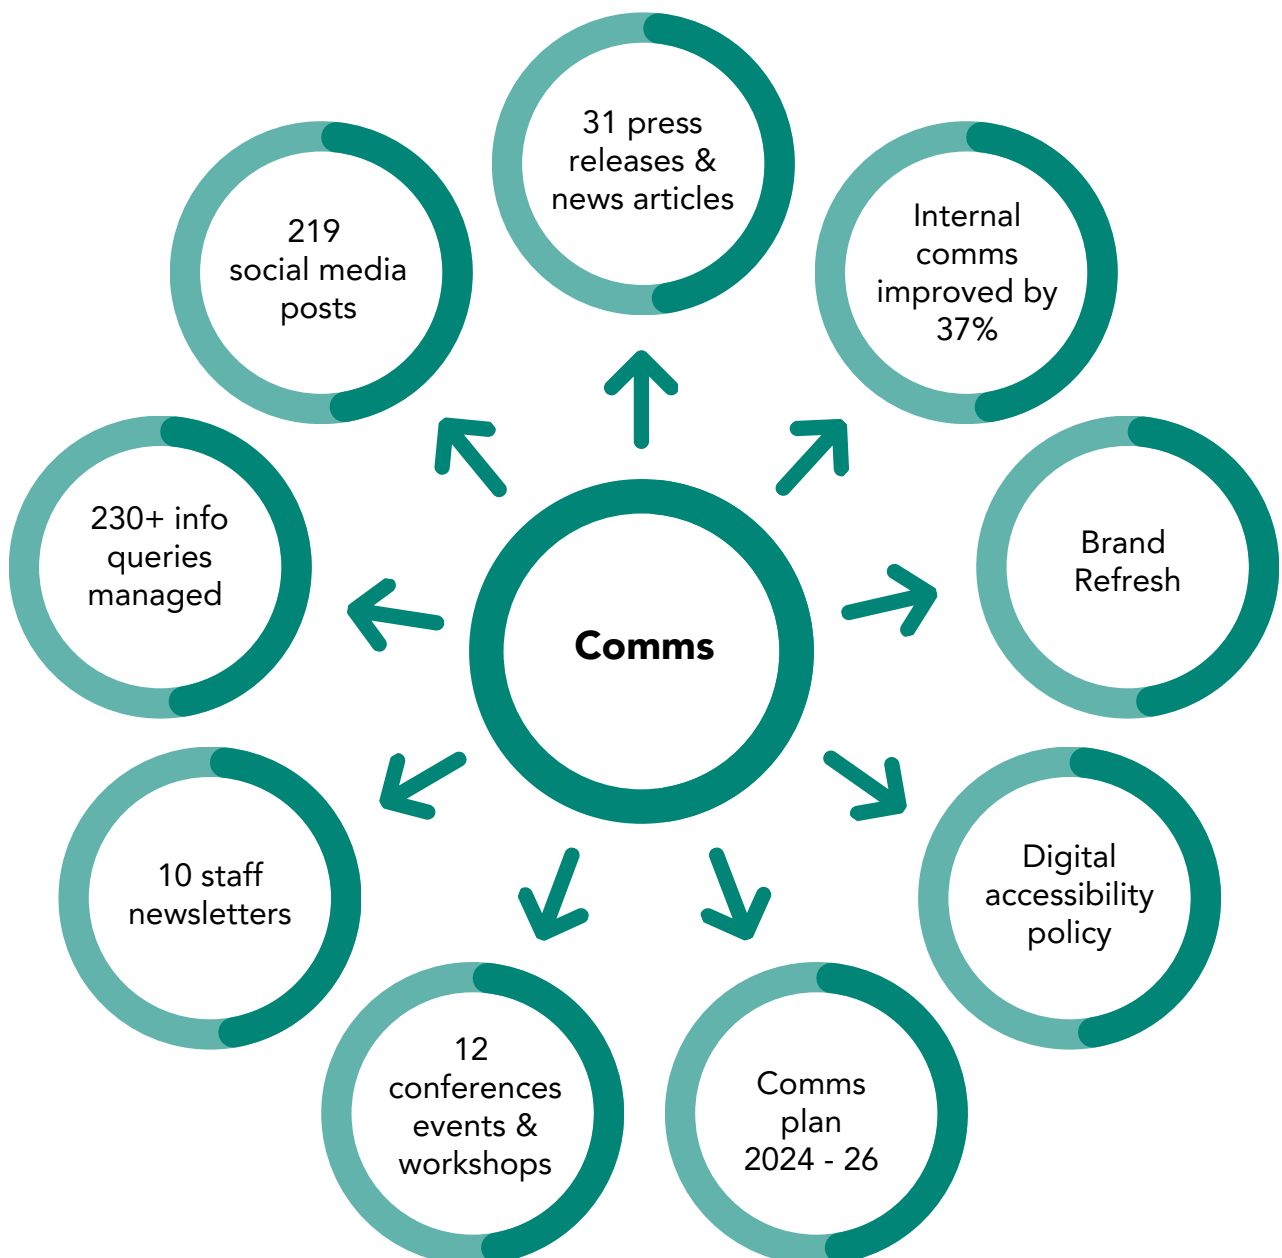 31 press
releases &
news articles
Internal
comms
improved by
37%
Brand
Refresh
Digital
accessibility
policy
Comms
plan
2024 - 26
12
conferences
events &
workshops
10 staff
newsletters
230+ info
queries
managed
219
social media
posts
Comms